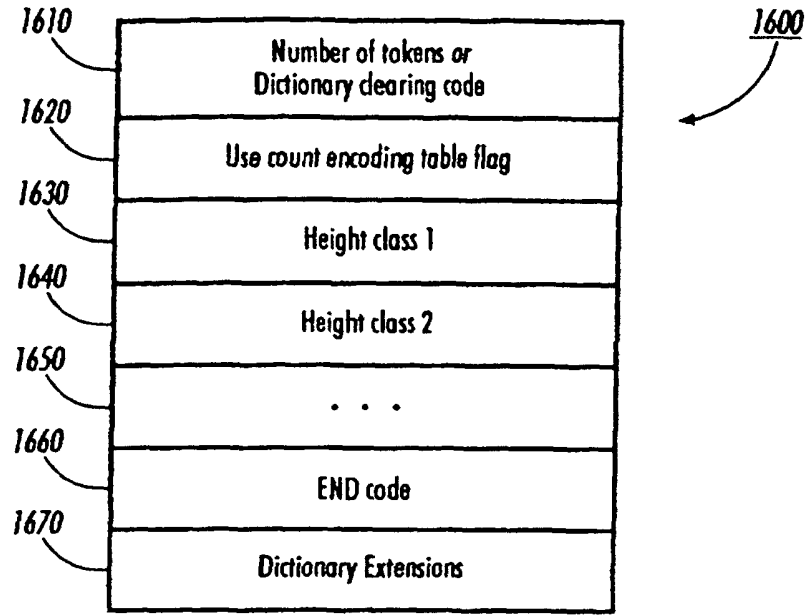 1610
1600
Number of tokens or
Dictionary clearing code
1620
Use count encoding table flag
1630
Height class 1
1640
Height class 2
1650
. . .
1660
END code
1670
Dictionary Extensions